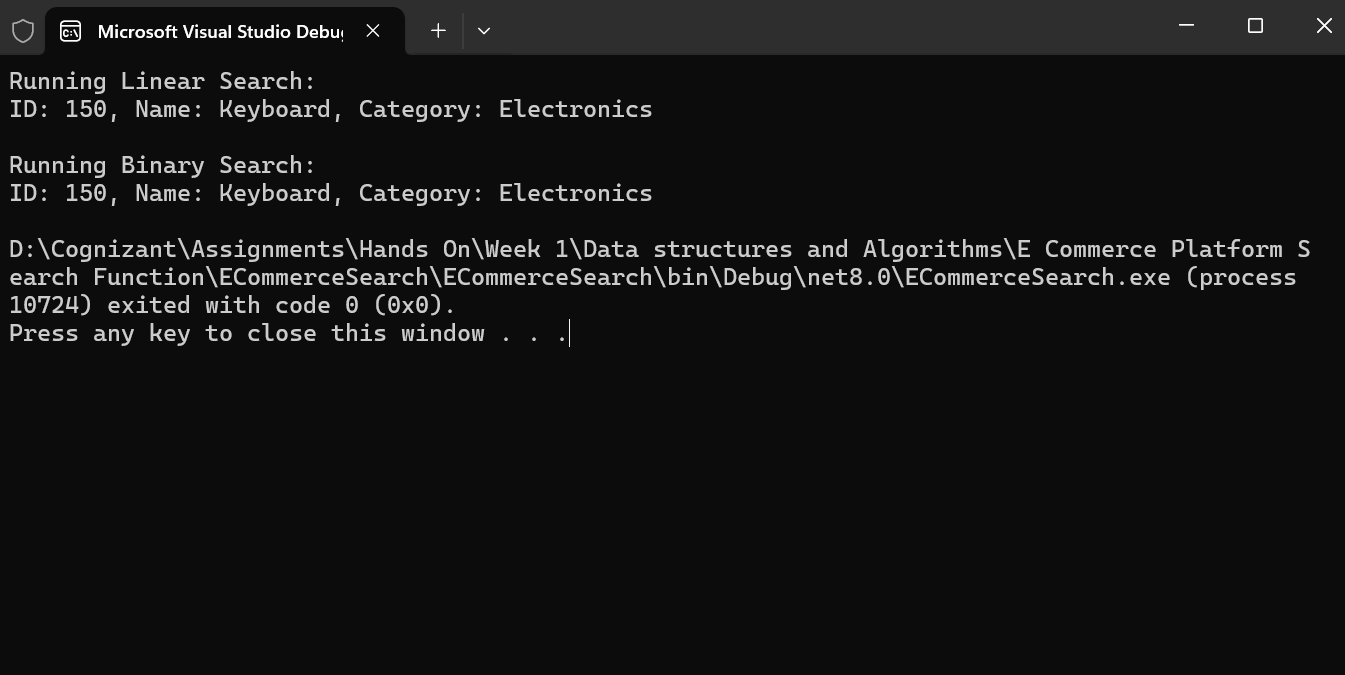 Microsoft Visual Studio Debu
Running Linear Search:
ID: 150, Name: Keyboard, Category: Electronics
Running Binary Search:
ID: 150, Name: Keyboard, Category: Electronics
D:\Cognizant\Assignments\Hands On\Week 1\Data structures and Algorithms\E Commerce Platform S
earch Function\ECommerceSearch\ECommerceSearch\bin\Debug\net8.0\ECommerceSearch.exe (process
10724) exited with code 0 (0x0).
Press any key to close this window . . .